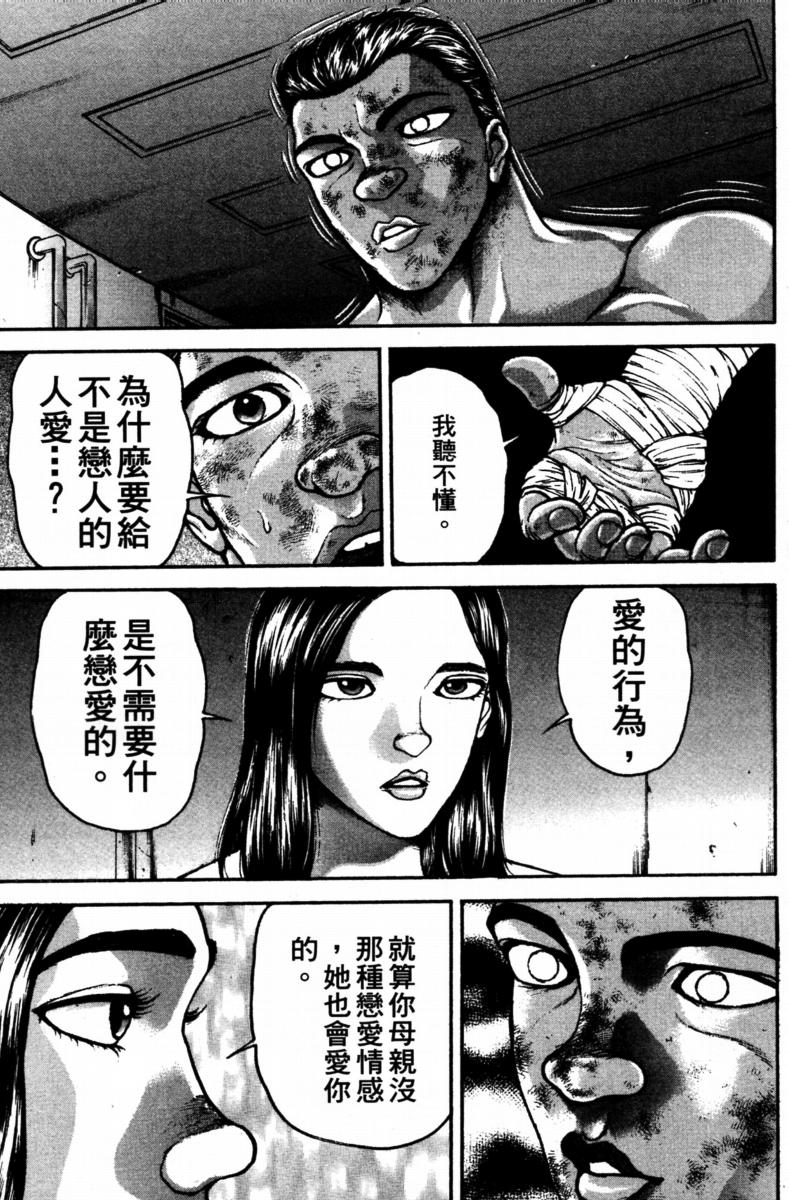 我聽不懂。
為什麼要給
不是戀人的
人愛…?
愛的行為，
是不需要什
麼戀愛的。
就算你母親沒
那種戀愛情感
，她也會愛你
的。